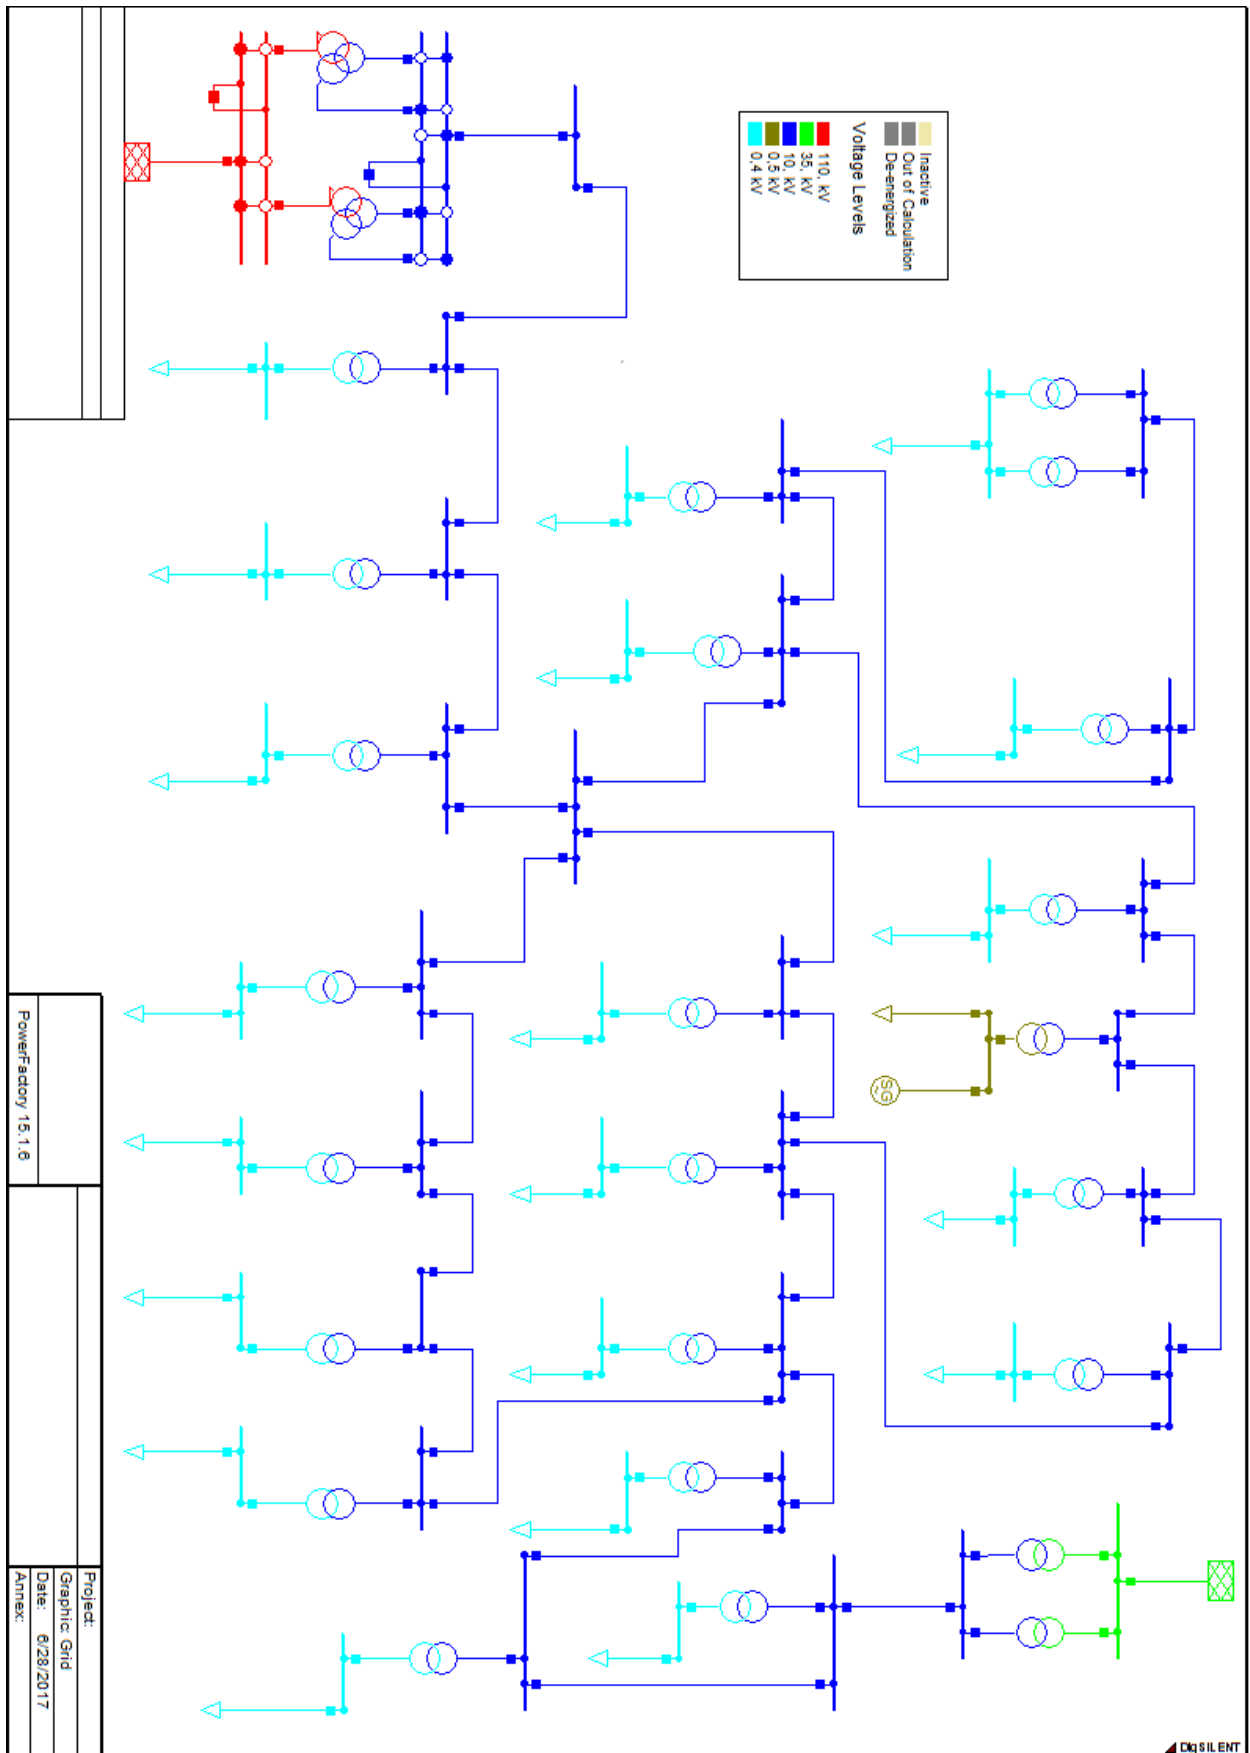 Inactive
Out of Calculation
De-energized
Voltage Levels
110, kV
35, kV
10, kV
0,5 kV
0,4 kV
SG
~
PowerFactory 15.1.6
Project:
Graphic: Grid
Date: 6/28/2017
Annex:
DIgSILENT